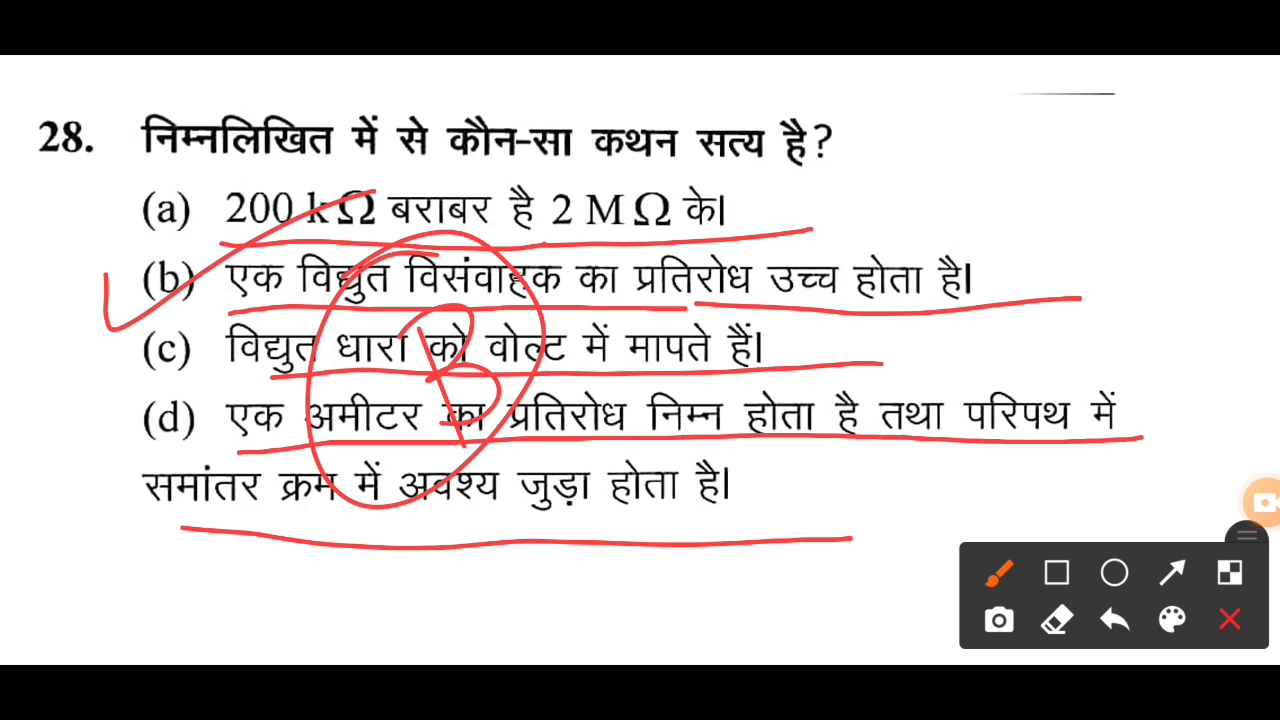 28. निम्नलिखित में से कौन-सा कथन सत्य है?
(a) 200 kΩ बराबर है 2 MΩ के।
(b) एक विद्युत विसंवाहक का प्रतिरोध उच्च होता है।
(c) विद्युत धारा को वोल्ट में मापते हैं।
(d) एक अमीटर का प्रतिरोध निम्न होता है तथा परिपथ में
समांतर क्रम में अवश्य जुड़ा होता है।
B